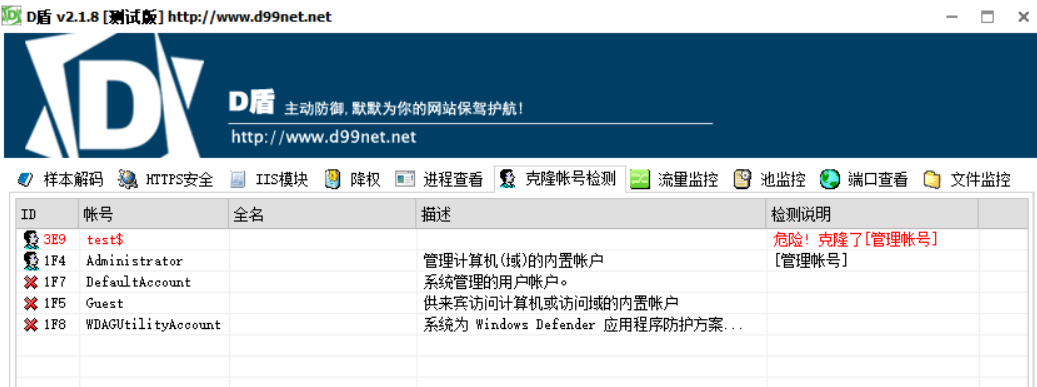 D盾 v2.1.8 [测试版] http://www.d99net.net
D盾 主动防御,默默为你的网站保驾护航!
http://www.d99net.net
样本解码 HTTPS安全 IIS模块 降权 进程查看 克隆帐号检测 流量监控 池监控 端口查看 文件监控
ID 帐号 全名 描述 检测说明
3E9 test$ 危险! 克隆了[管理帐号]
1F4 Administrator 管理计算机(域)的内置帐户 [管理帐号]
1F7 DefaultAccount 系统管理的用户帐户。
1F5 Guest 供来宾访问计算机或访问域的内置帐户
1F8 WDAGUtilityAccount 系统为 Windows Defender 应用程序防护方案...